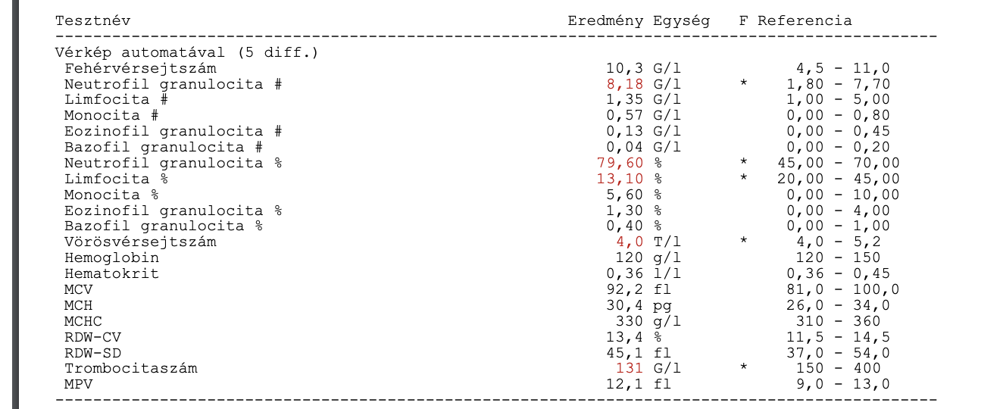 Tesztnév Eredmény Egység F Referencia
---------------------------------------------------------------------------------------------
Vérkép automatával (5 diff.)
Fehérvérsejtszám 10,3 G/l 4,5 - 11,0
Neutrofil granulocita # 8,18 G/l * 1,80 - 7,70
Limfocita # 1,35 G/l 1,00 - 5,00
Monocita # 0,57 G/l 0,00 - 0,80
Eozinofil granulocita # 0,13 G/l 0,00 - 0,45
Bazofil granulocita # 0,04 G/l 0,00 - 0,20
Neutrofil granulocita % 79,60 % * 45,00 - 70,00
Limfocita % 13,10 % * 20,00 - 45,00
Monocita % 5,60 % 0,00 - 10,00
Eozinofil granulocita % 1,30 % 0,00 - 4,00
Bazofil granulocita % 0,40 % 0,00 - 1,00
Vörösvérsejtszám 4,0 T/l * 4,0 - 5,2
Hemoglobin 120 g/l 120 - 150
Hematokrit 0,36 l/l 0,36 - 0,45
MCV 92,2 fl 81,0 - 100,0
MCH 30,4 pg 26,0 - 34,0
MCHC 330 g/l 310 - 360
RDW-CV 13,4 % 11,5 - 14,5
RDW-SD 45,1 fl 37,0 - 54,0
Trombocitaszám 131 G/l * 150 - 400
MPV 12,1 fl 9,0 - 13,0
---------------------------------------------------------------------------------------------